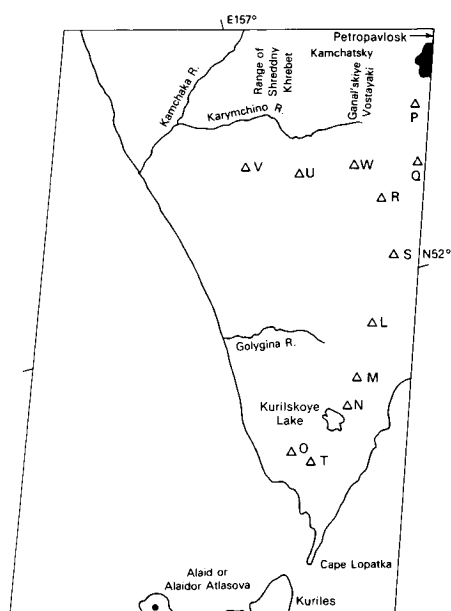 E157°
Petropavlosk
Kamchatsky
Range of
Shreddny
Khrebet
Ganal'skiye
Vostayaki
Kamchaka R.
Karymchino R.
P
V
U
W
Q
R
S
N52°
L
Golygina R.
M
Kurilskoye
Lake
N
O
T
Cape Lopatka
Alaid or
Alaidor Atlasova
Kuriles